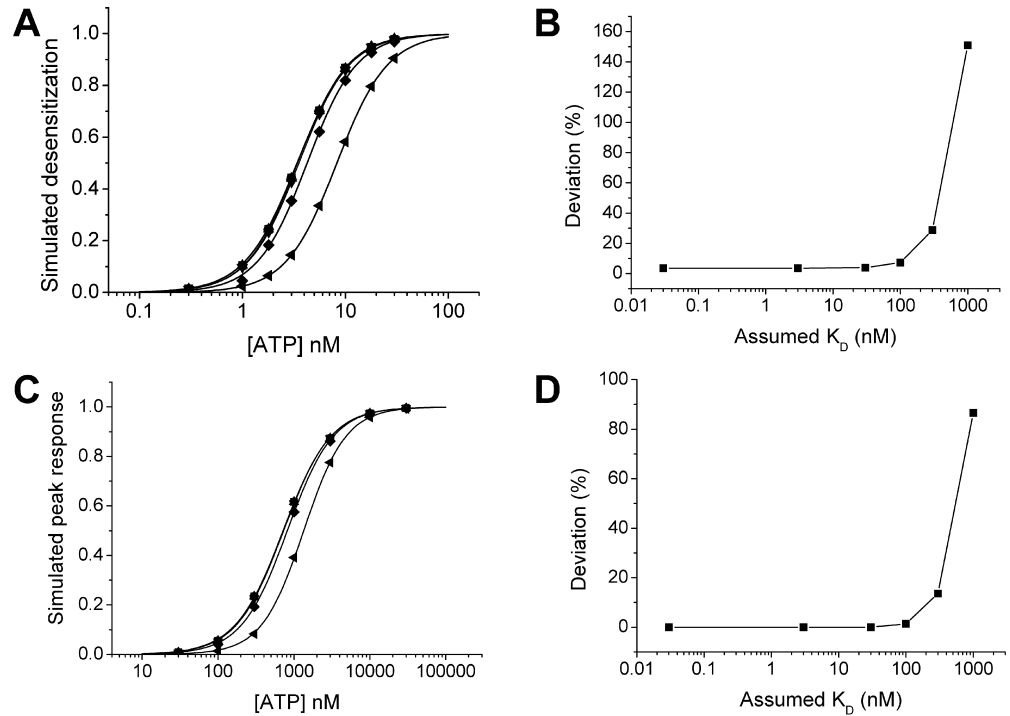 A
1.0
0.8
0.6
0.4
0.2
0.0
Simulated desensitization
0.1 1 10 100
[ATP] nM
B
160
140
120
100
80
60
40
20
0
Deviation (%)
0.01 0.1 1 10 100 1000
Assumed K_D (nM)
C
1.0
0.8
0.6
0.4
0.2
0.0
Simulated peak response
10 100 1000 10000 100000
[ATP] nM
D
100
80
60
40
20
0
Deviation (%)
0.01 0.1 1 10 100 1000
Assumed K_D (nM)